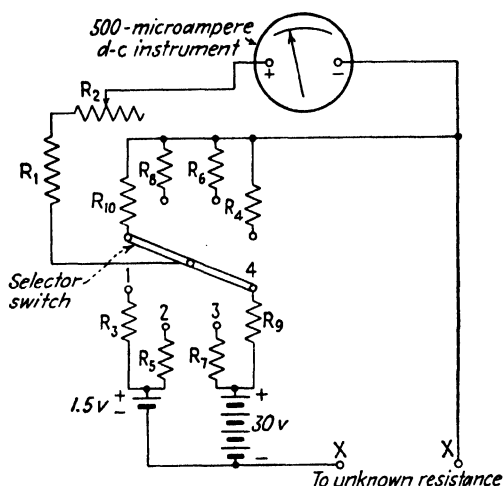 500-microampere
d-c instrument
+ −
R2
R1
R8 R6
R10 R4
Selector
switch
1 4
R3 2 3 R9
R5 R7
+ +
1.5 v −
30 v
−
X X
To unknown resistance